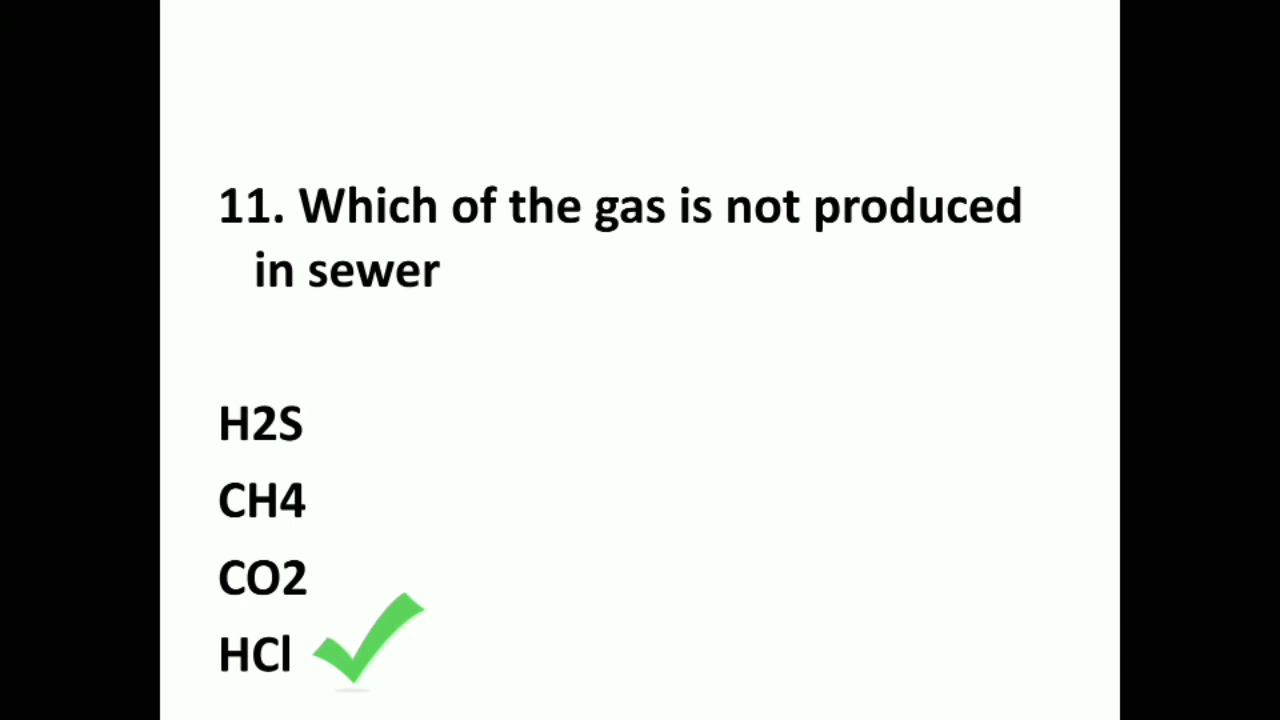 11. Which of the gas is not produced
in sewer
H2S
CH4
CO2
HCl